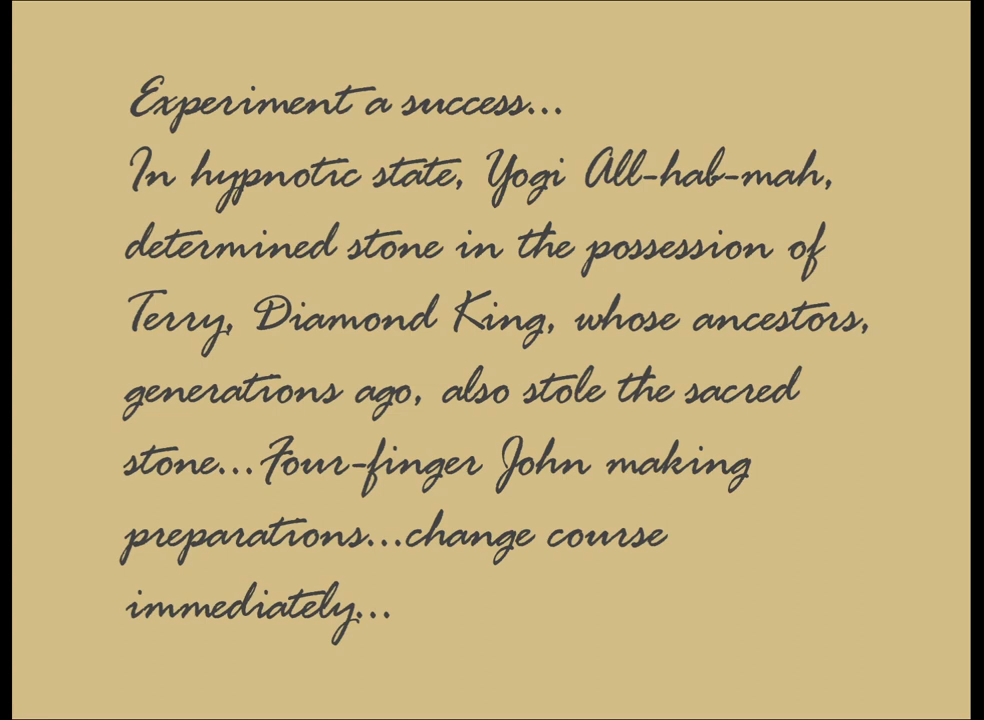 Experiment a success...
In hypnotic state, Yogi All-hab-mah,
determined stone in the possession of
Terry, Diamond King, whose ancestors,
generations ago, also stole the sacred
stone...Four-finger John making
preparations...change course
immediately...